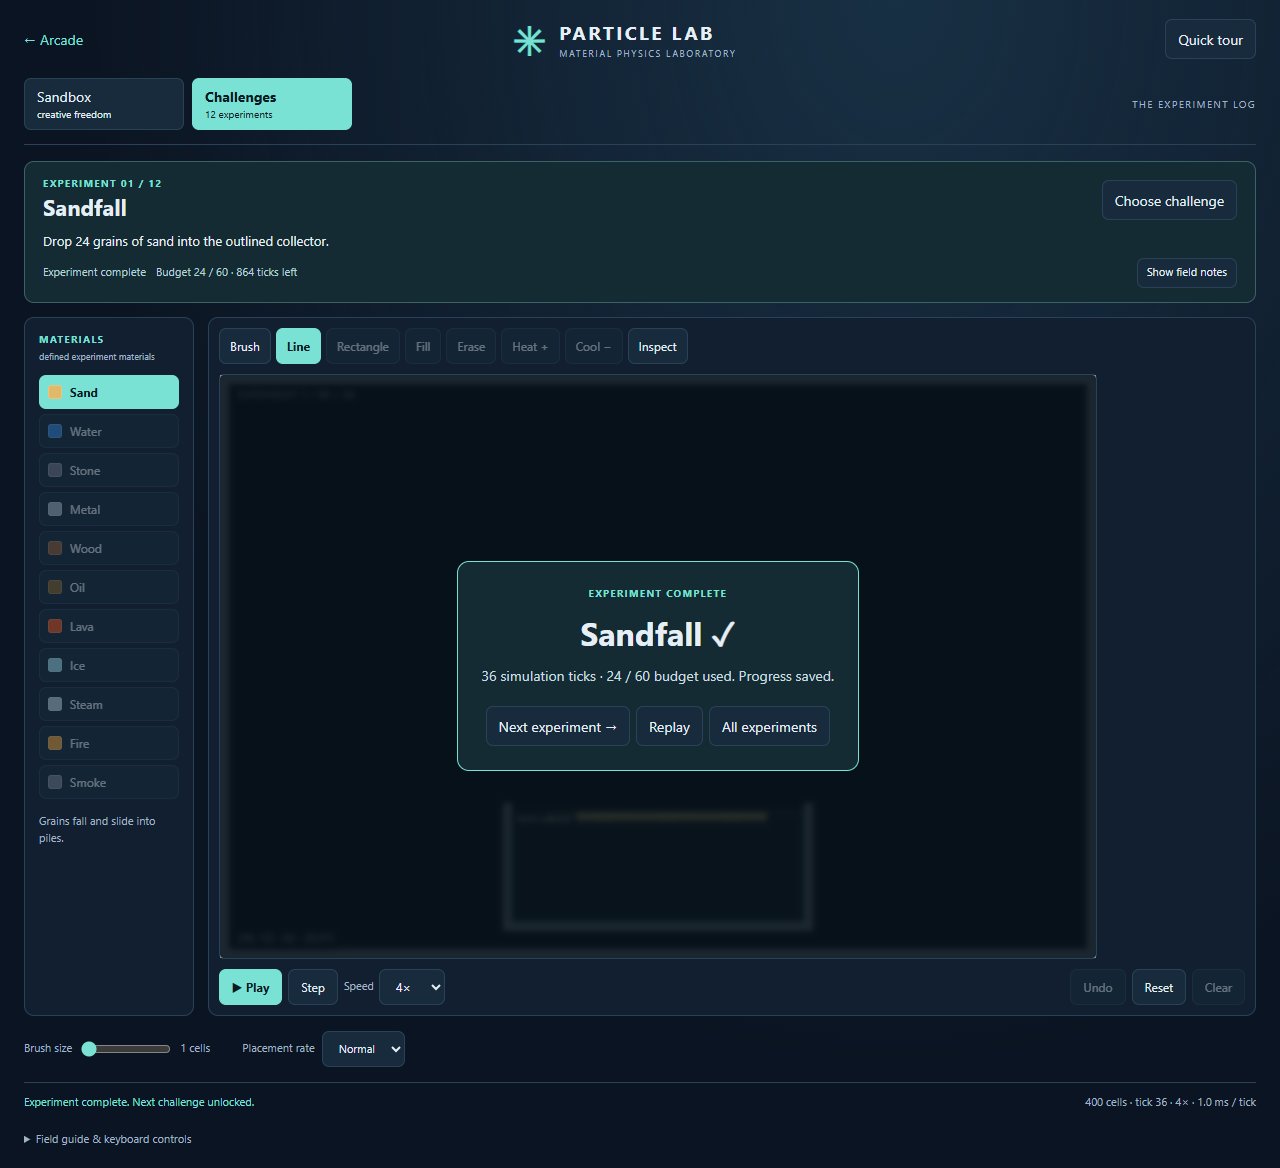 ← Arcade
PARTICLE LAB
MATERIAL PHYSICS LABORATORY
Quick tour
Sandbox
creative freedom
Challenges
12 experiments
THE EXPERIMENT LOG
EXPERIMENT 01 / 12
Sandfall
Drop 24 grains of sand into the outlined collector.
Experiment complete Budget 24 / 60 · 864 ticks left
Choose challenge
Show field notes
MATERIALS
defined experiment materials
Sand
Water
Stone
Metal
Wood
Oil
Lava
Ice
Steam
Fire
Smoke
Grains fall and slide into
piles.
Brush Line Rectangle Fill Erase Heat + Cool − Inspect
EXPERIMENT COMPLETE
Sandfall ✓
36 simulation ticks · 24 / 60 budget used. Progress saved.
Next experiment → Replay All experiments
▶ Play Step Speed 4× Undo Reset Clear
Brush size 1 cells Placement rate Normal
Experiment complete. Next challenge unlocked.
400 cells · tick 36 · 4× · 1.0 ms / tick
▶ Field guide & keyboard controls